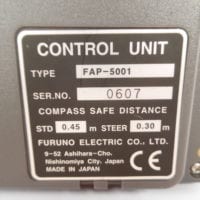 CONTROL UNIT
TYPE FAP-5001
SER.NO. 0607
COMPASS SAFE DISTANCE
STD 0.45 m STEER 0.30 m
FURUNO ELECTRIC CO., LTD.
9-52 Ashihara-Cho.
Nishinomiya City. Japan
MADE IN JAPAN